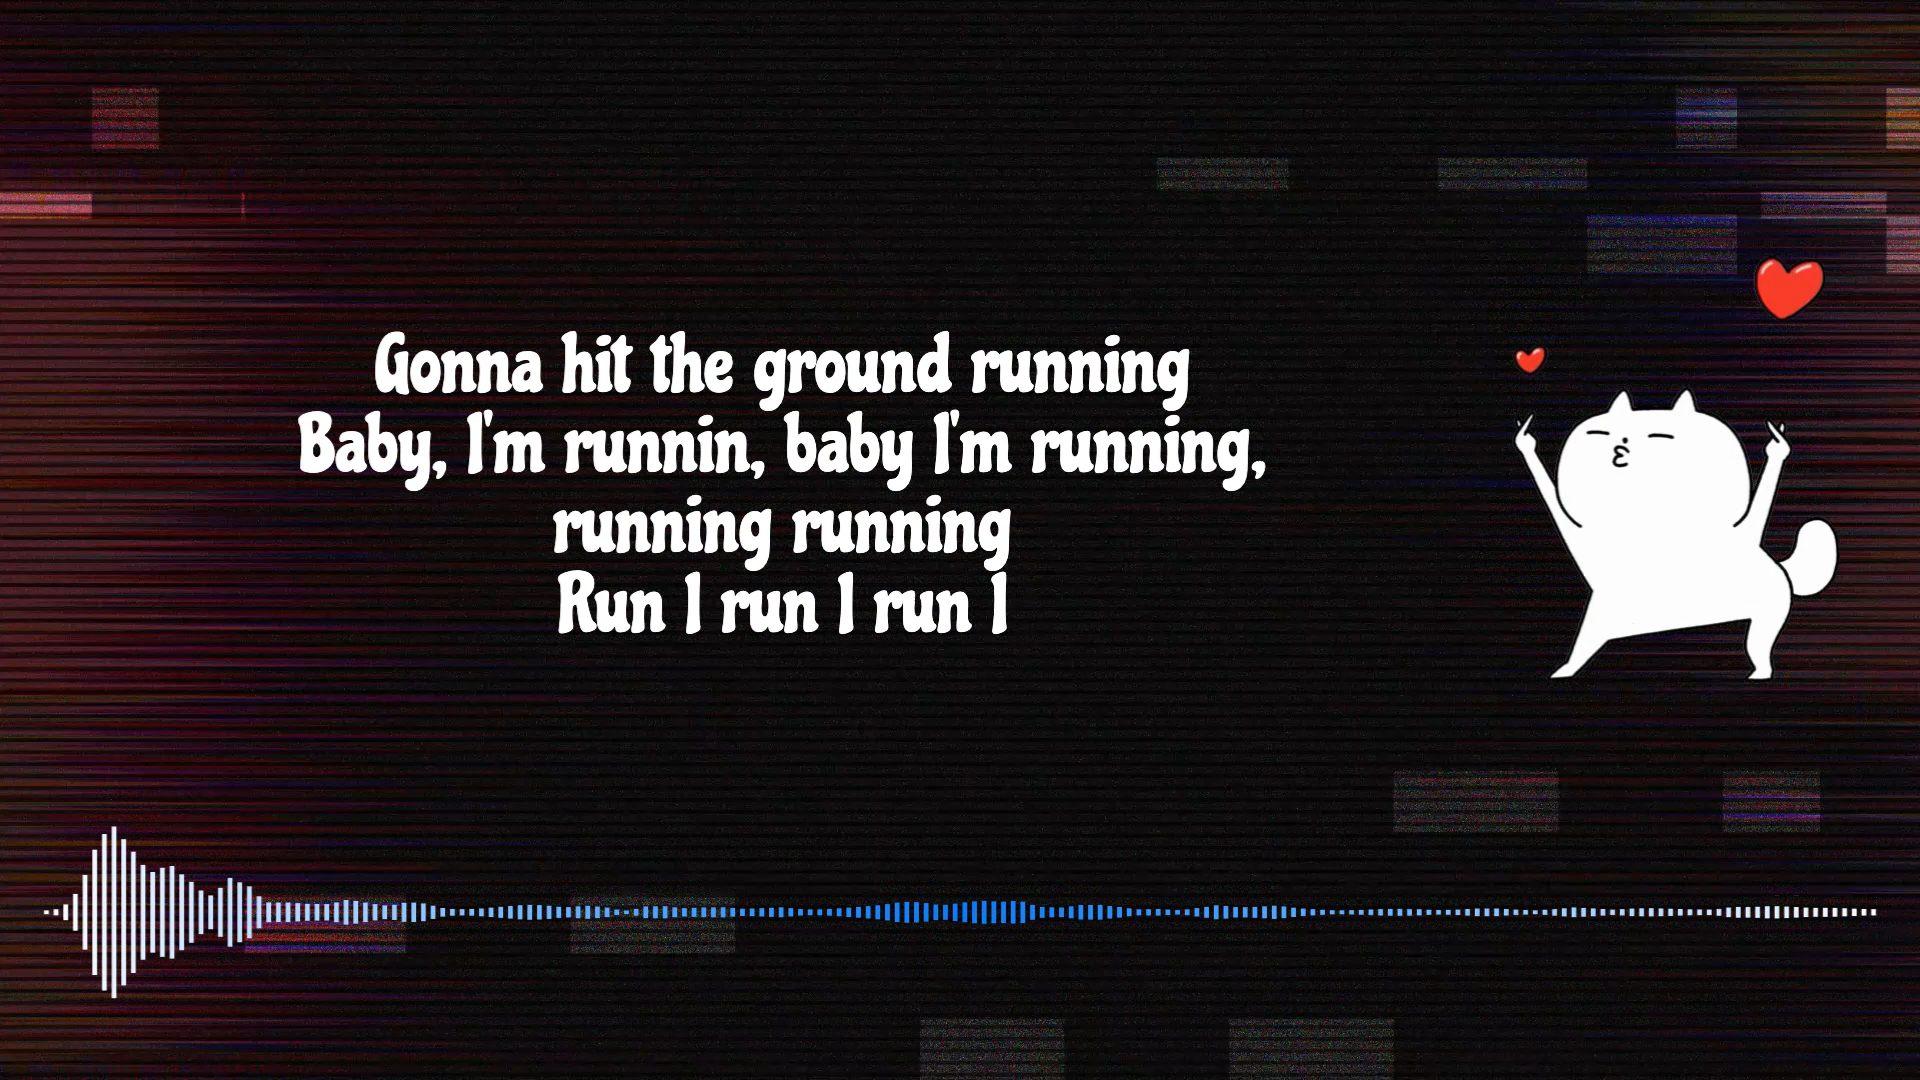 Gonna hit the ground running
Baby, I'm runnin, baby I'm running,
running running
Run I run I run I